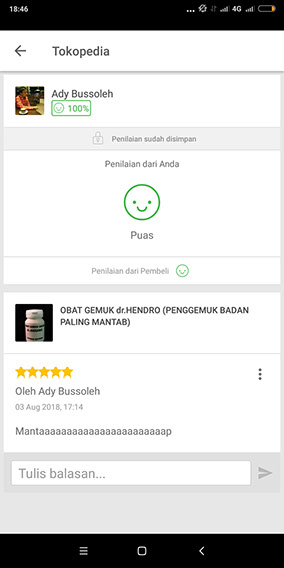 18:46
4G
Tokopedia
Ady Bussoleh
100%
Penilaian sudah disimpan
Penilaian dari Anda
Puas
Penilaian dari Pembeli
OBAT GEMUK dr.HENDRO (PENGGEMUK BADAN
PALING MANTAB)
Oleh Ady Bussoleh
03 Aug 2018, 17:14
Mantaaaaaaaaaaaaaaaaaaaaaaaap
Tulis balasan...